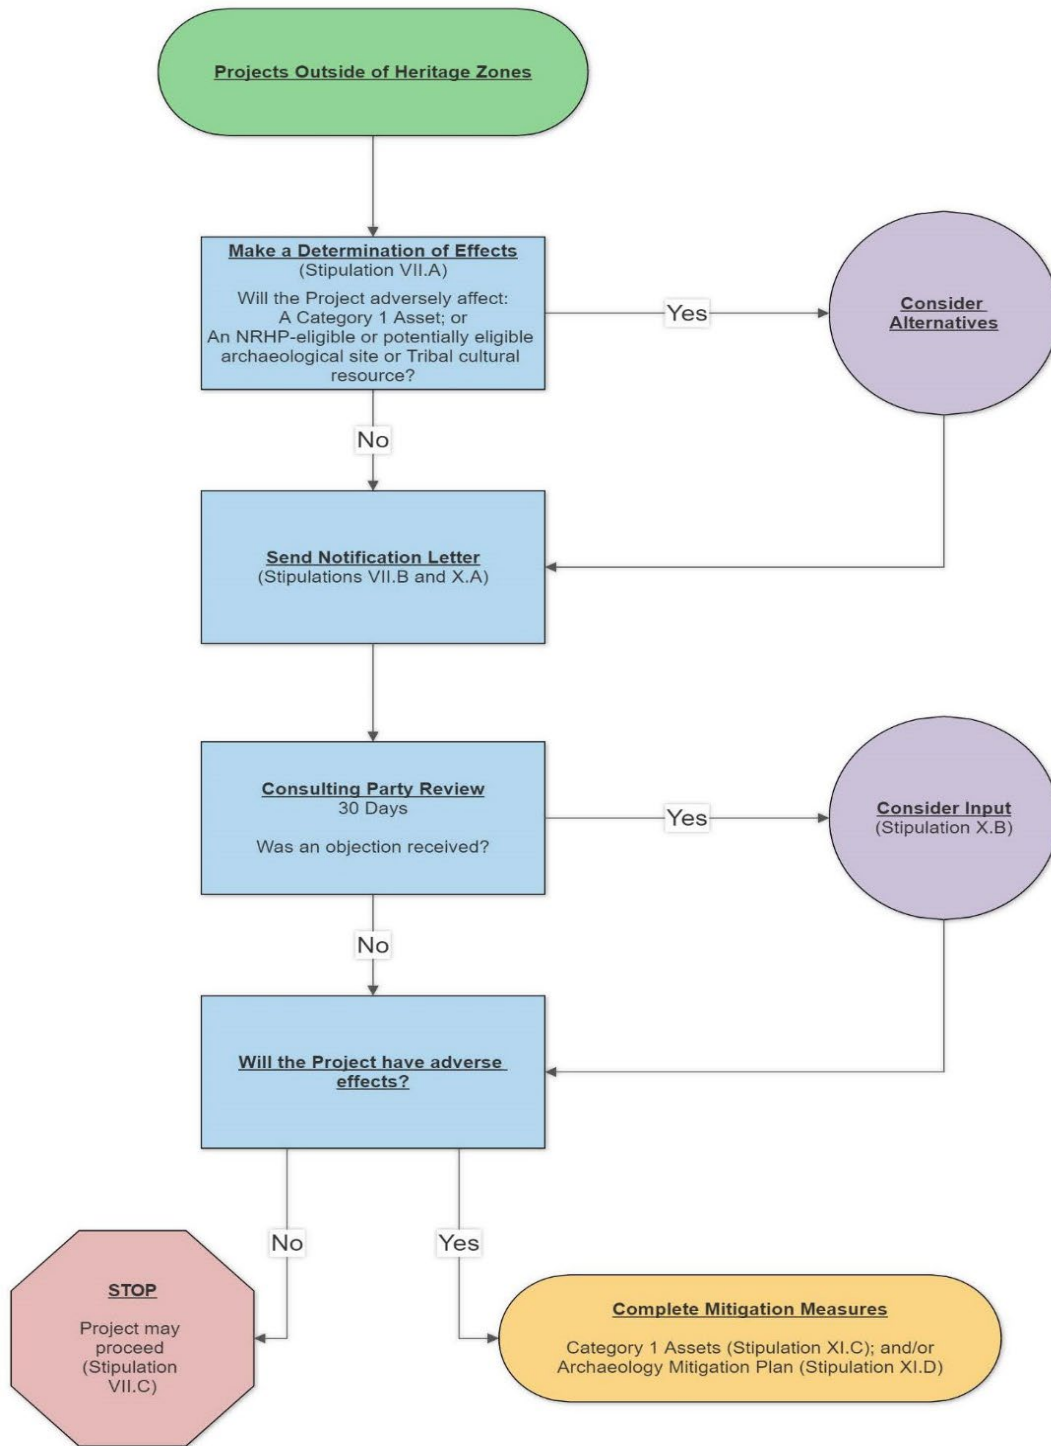 Projects Outside of Heritage Zones
Make a Determination of Effects
(Stipulation VII.A)
Will the Project adversely affect:
A Category 1 Asset; or
An NRHP-eligible or potentially eligible
archaeological site or Tribal cultural
resource?
Yes
Consider
Alternatives
No
Send Notification Letter
(Stipulations VII.B and X.A)
Consulting Party Review
30 Days
Was an objection received?
Yes
Consider Input
(Stipulation X.B)
No
Will the Project have adverse
effects?
No
Yes
STOP
Project may
proceed
(Stipulation
VII.C)
Complete Mitigation Measures
Category 1 Assets (Stipulation XI.C); and/or
Archaeology Mitigation Plan (Stipulation XI.D)